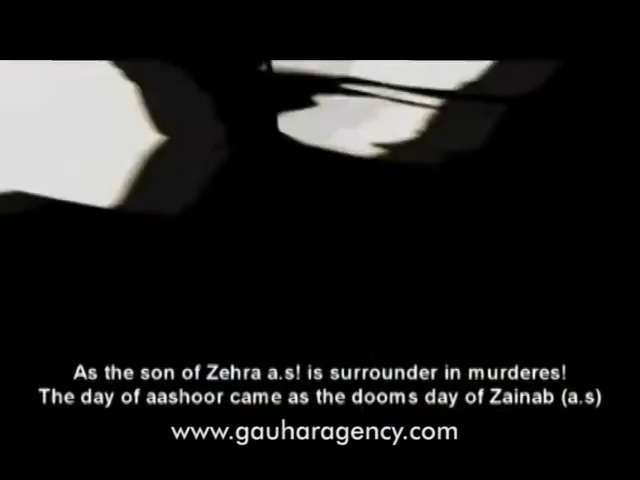 As the son of Zehra a.s! is surrounder in murderes!
The day of aashoor came as the dooms day of Zainab (a.s)
www.gauharagency.com